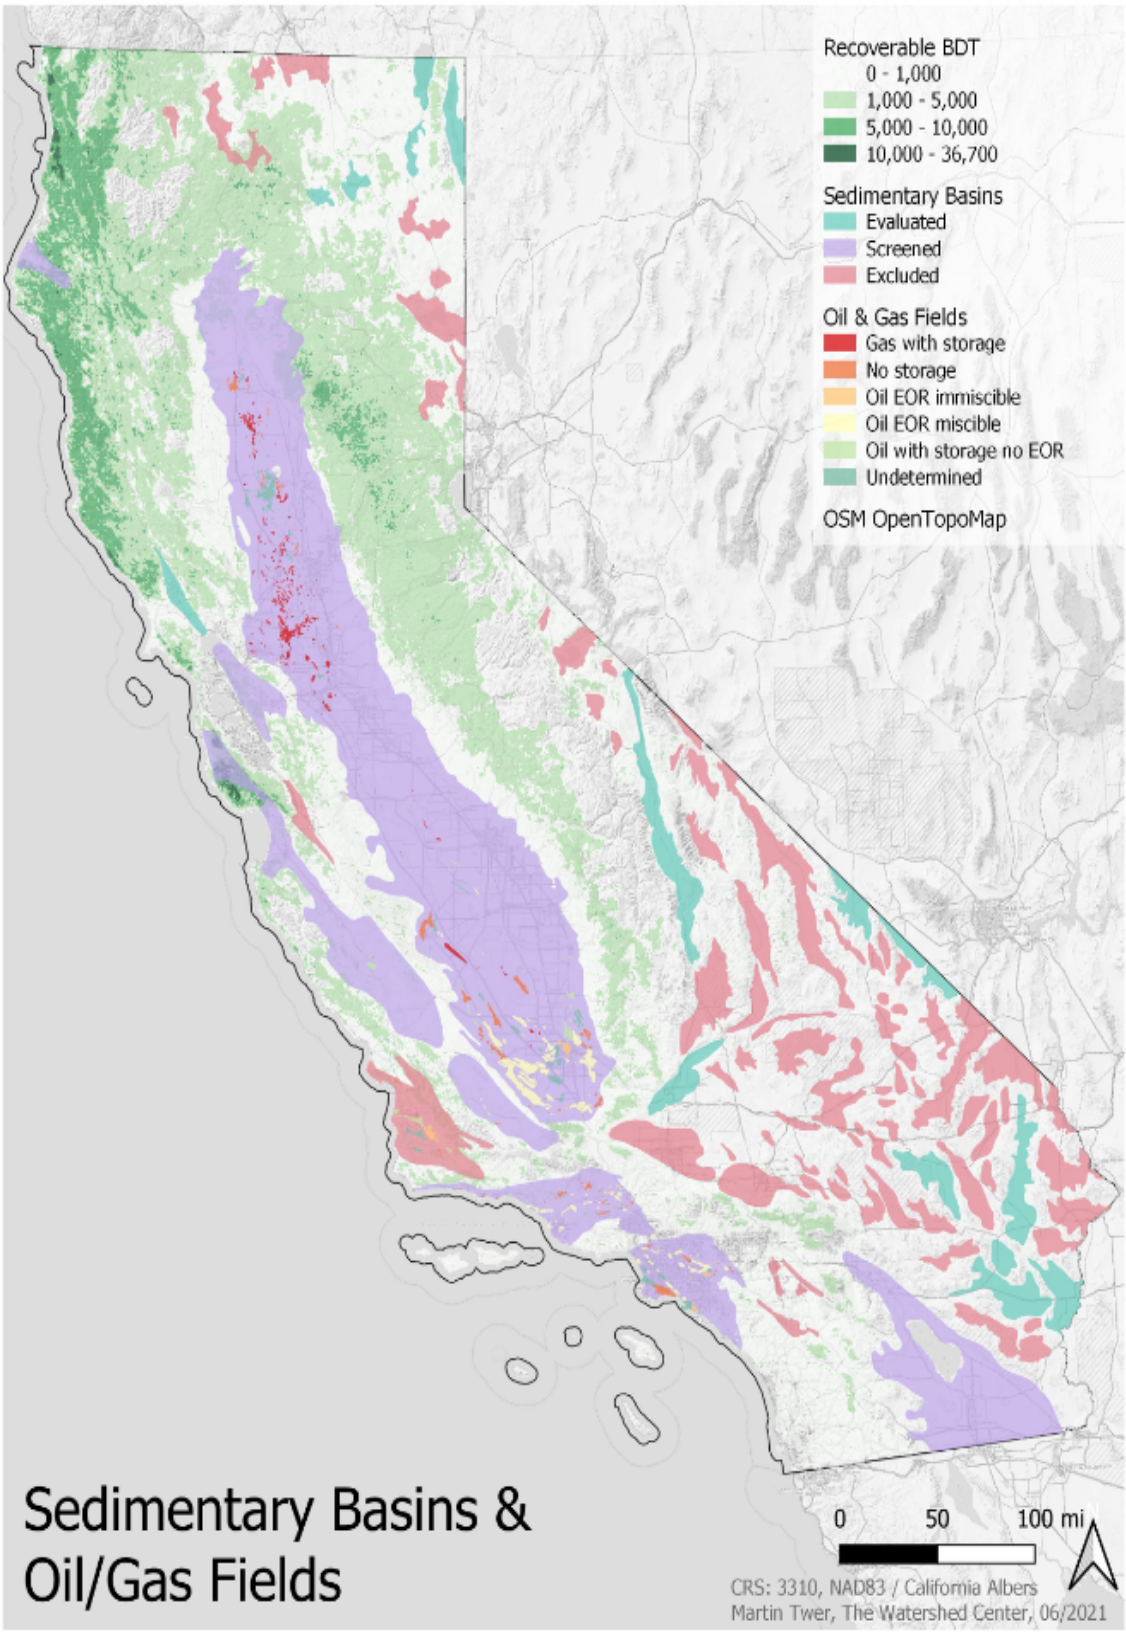 Recoverable BDT
0 - 1,000
1,000 - 5,000
5,000 - 10,000
10,000 - 36,700
Sedimentary Basins
Evaluated
Screened
Excluded
Oil & Gas Fields
Gas with storage
No storage
Oil EOR immiscible
Oil EOR miscible
Oil with storage no EOR
Undetermined
OSM OpenTopoMap
Sedimentary Basins &
Oil/Gas Fields
0 50 100 mi
N
CRS: 3310, NAD83 / California Albers
Martin Twer, The Watershed Center, 06/2021